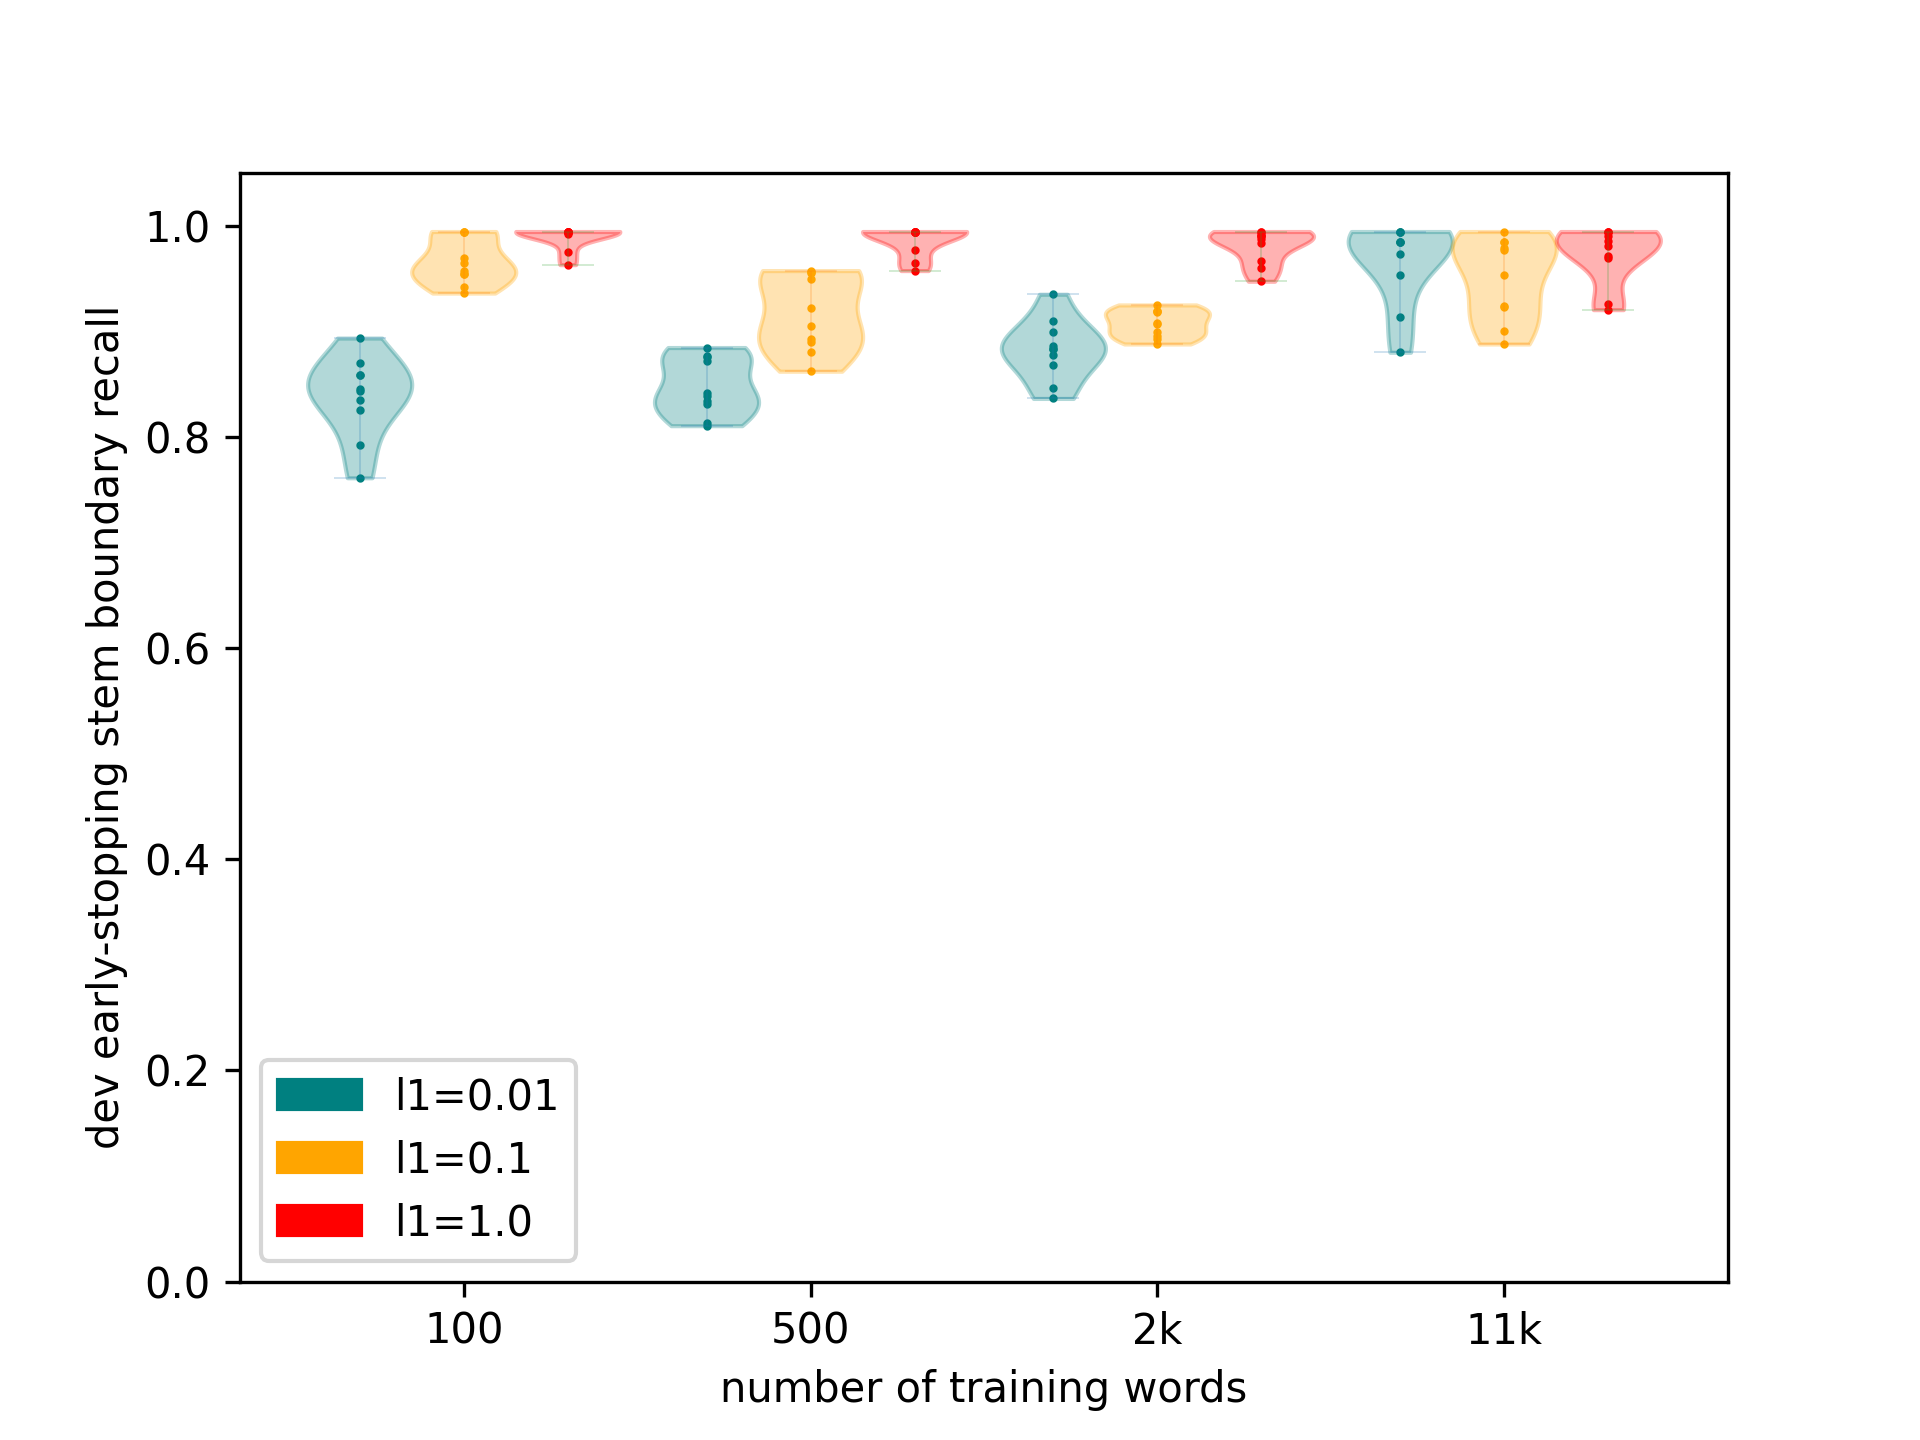 dev early-stopping stem boundary recall
1.0
0.8
0.6
0.4
0.2
0.0
l1=0.01
l1=0.1
l1=1.0
100 500 2k 11k
number of training words